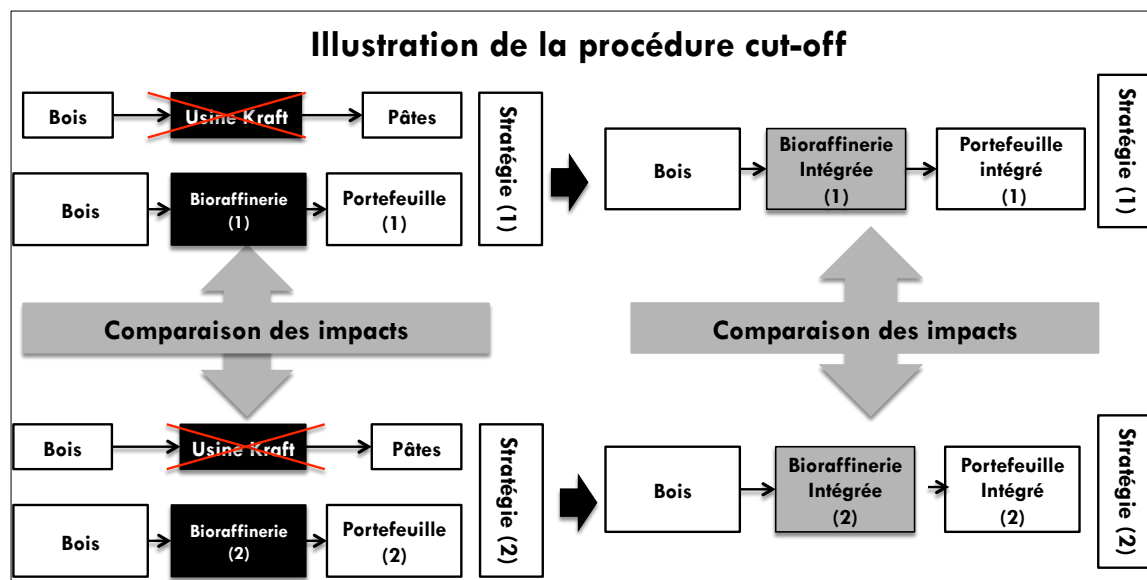 Illustration de la procédure cut-off
Bois
Usine Kraft
Pâtes
Bois
Bioraffinerie
(1)
Portefeuille
(1)
Stratégie (1)
Bois
Bioraffinerie
Intégrée
(1)
Portefeuille
intégré
(1)
Stratégie (1)
Comparaison des impacts
Comparaison des impacts
Bois
Usine Kraft
Pâtes
Bois
Bioraffinerie
(2)
Portefeuille
(2)
Stratégie (2)
Bois
Bioraffinerie
Intégrée
(2)
Portefeuille
Intégré
(2)
Stratégie (2)